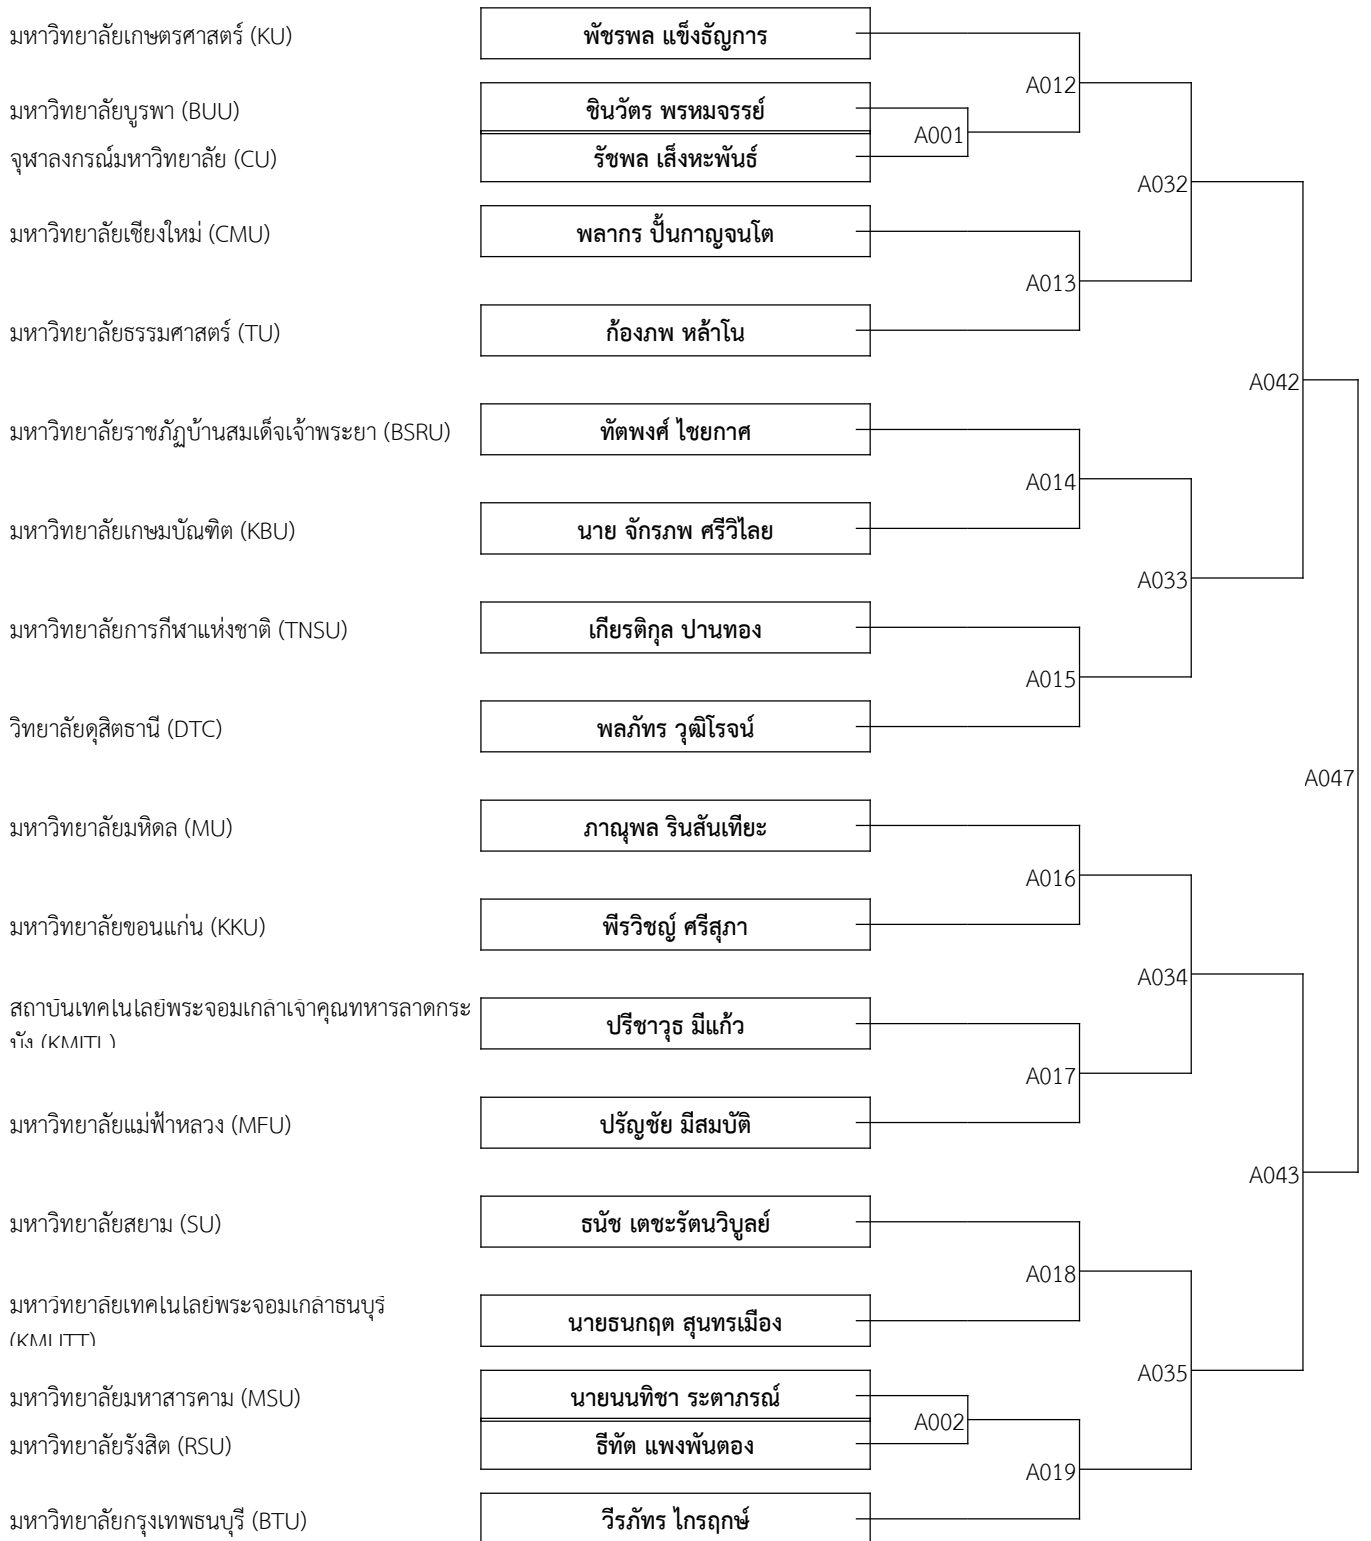 มหาวิทยาลัยเกษตรศาสตร์ (KU)
พัชรพล แข็งธัญการ
A012
มหาวิทยาลัยบูรพา (BUU)
ชินวัตร พรหมจรรย์
A001
จุฬาลงกรณ์มหาวิทยาลัย (CU)
รัชพล เส็งหะพันธ์
A032
มหาวิทยาลัยเชียงใหม่ (CMU)
พลากร ปั้นกาญจนโต
A013
มหาวิทยาลัยธรรมศาสตร์ (TU)
ก้องภพ หล้าโน
A042
มหาวิทยาลัยราชภัฏบ้านสมเด็จเจ้าพระยา (BSRU)
ทัตพงศ์ ไชยกาศ
A014
มหาวิทยาลัยเกษมบัณฑิต (KBU)
นาย จักรภพ ศรีวิไลย
A033
มหาวิทยาลัยการกีฬาแห่งชาติ (TNSU)
เกียรติกุล ปานทอง
A015
วิทยาลัยดุสิตธานี (DTC)
พลภัทร วุฒิโรจน์
A047
มหาวิทยาลัยมหิดล (MU)
ภาณุพล รินสันเทียะ
A016
มหาวิทยาลัยขอนแก่น (KKU)
พีรวิชญ์ ศรีสุภา
A034
สถาบันเทคโนโลยีพระจอมเกล้าเจ้าคุณทหารลาดกระ
บัง (KMITL)
ปรีชาวุธ มีแก้ว
A017
มหาวิทยาลัยแม่ฟ้าหลวง (MFU)
ปรัญชัย มีสมบัติ
A043
มหาวิทยาลัยสยาม (SU)
ธนัช เตชะรัตนวิบูลย์
A018
มหาวิทยาลัยเทคโนโลยีพระจอมเกล้าธนบุรี
(KMUTT)
นายธนกฤต สุนทรเมือง
A035
มหาวิทยาลัยมหาสารคาม (MSU)
นายนนทิชา ระตาภรณ์
A002
มหาวิทยาลัยรังสิต (RSU)
ธีทัต แพงพันตอง
A019
มหาวิทยาลัยกรุงเทพธนบุรี (BTU)
วีรภัทร ไกรฤกษ์